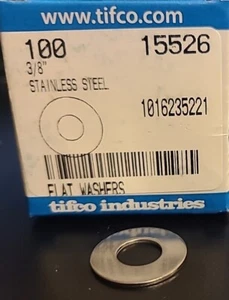 www.tifco.com
100 15526
3/8"
STAINLESS STEEL
1016235221
FLAT WASHERS
tifco industries